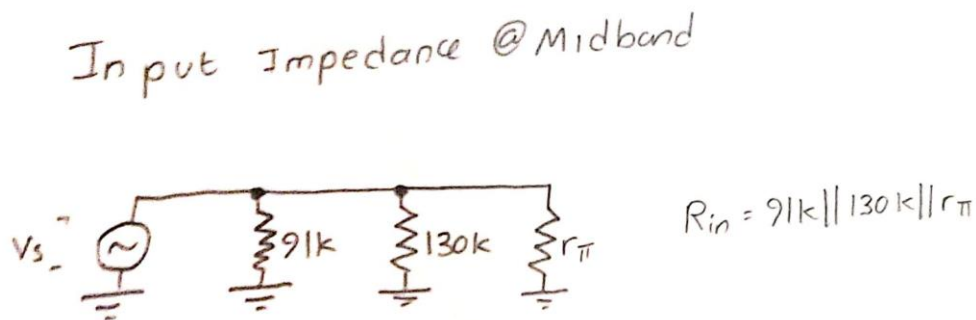 Input Impedance @ Midband
Vs
91k
130k
rπ
Rin = 91k || 130k || rπ